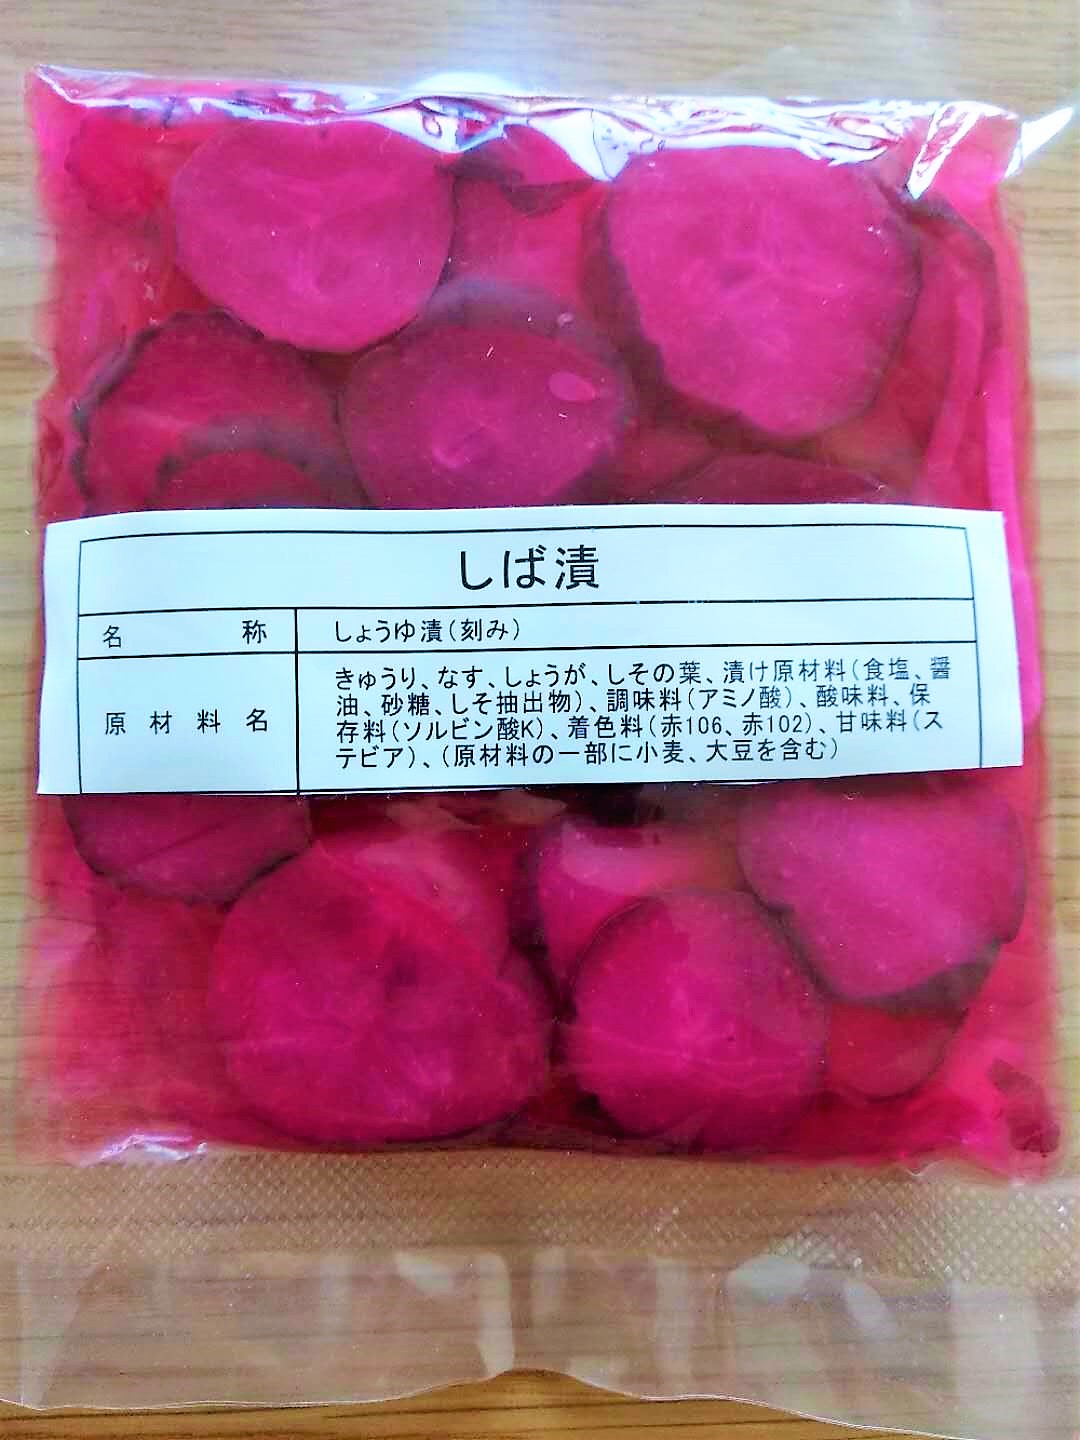 しば漬
名称 しょうゆ漬(刻み)
原材料名 きゅうり、なす、しょうが、しその葉、漬け原材料(食塩、醤
油、砂糖、しそ抽出物)、調味料(アミノ酸)、酸味料、保
存料(ソルビン酸K)、着色料(赤106、赤102)、甘味料(ス
テビア)、(原材料の一部に小麦、大豆を含む)